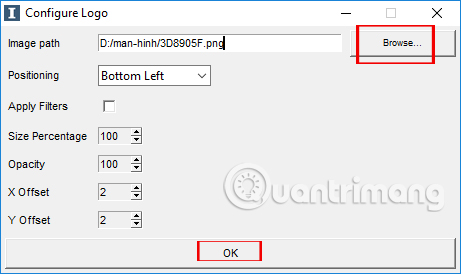 Configure Logo
Image path D:/man-hinh/3D8905F.png Browse...
Positioning Bottom Left
Apply Filters
Size Percentage 100
Opacity 100
X Offset 2
Y Offset 2
Quantrimang
OK